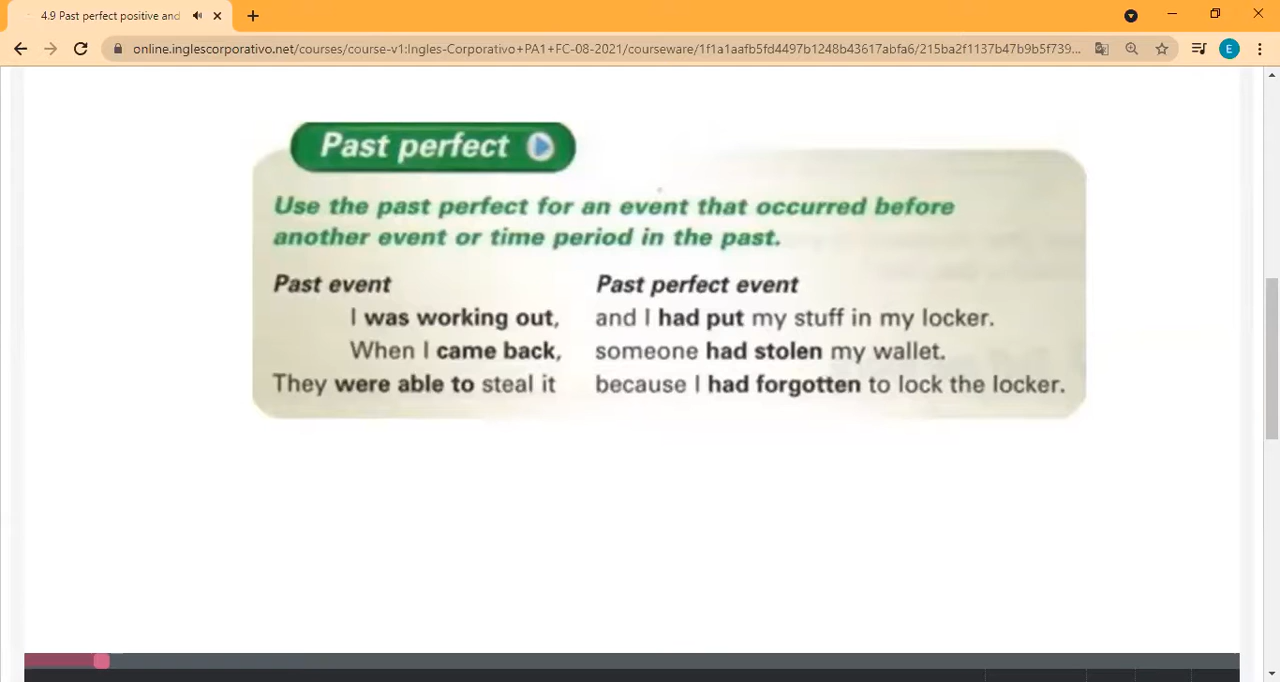 4.9 Past perfect positive and
online.inglescorporativo.net/courses/course-v1:Ingles-Corporativo+PA1+FC-08-2021/courseware/1f1a1aafb5fd4497b1248b43617abfa6/215ba2f1137b47b9b5f739...
E
Past perfect
Use the past perfect for an event that occurred before
another event or time period in the past.
Past event Past perfect event
I was working out, and I had put my stuff in my locker.
When I came back, someone had stolen my wallet.
They were able to steal it because I had forgotten to lock the locker.